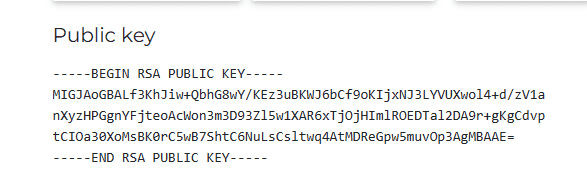 Public key
-----BEGIN RSA PUBLIC KEY-----
MIGJAoGBALf3KhJiw+QbhG8wY/KEz3uBKWJ6bCf9oKIjxNJ3LYVUXwol4+d/zV1a
nXyzHPGgnYFjteoAcWon3m3D93Zl5w1XAR6xTjOjHImlROEDTal2DA9r+gKgCdvp
tCIOa30XoMsBK0rC5wB7ShtC6NuLsCsltwq4AtMDReGpw5muvOp3AgMBAAE=
-----END RSA PUBLIC KEY-----